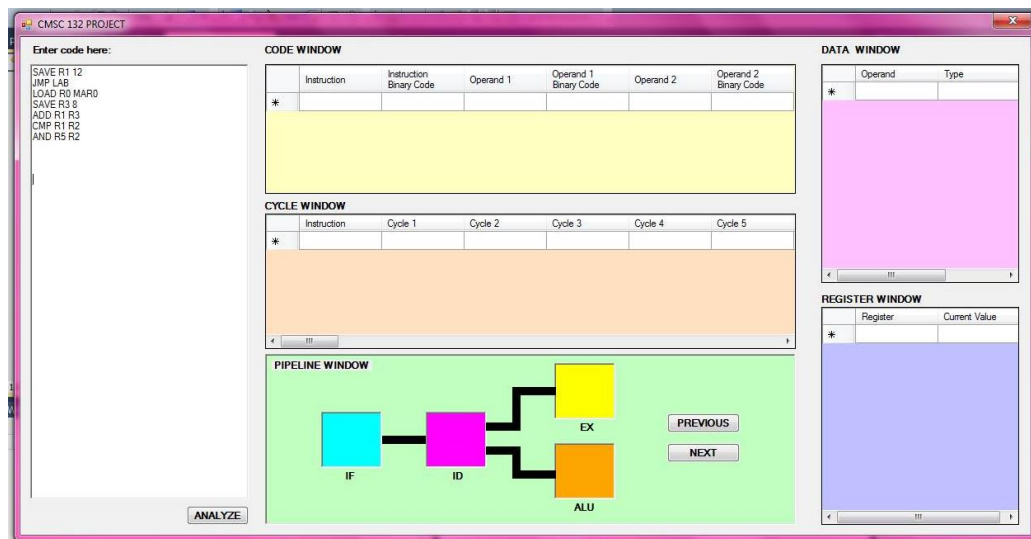 CMSC 132 PROJECT
Enter code here:
SAVE R1 12
JMP LAB
LOAD R0 MAR0
SAVE R3 8
ADD R1 R3
CMP R1 R2
AND R5 R2
ANALYZE
CODE WINDOW
Instruction Instruction Binary Code Operand 1 Operand 1 Binary Code Operand 2 Operand 2 Binary Code
CYCLE WINDOW
Instruction Cycle 1 Cycle 2 Cycle 3 Cycle 4 Cycle 5
PIPELINE WINDOW
IF
ID
EX
ALU
PREVIOUS
NEXT
DATA WINDOW
Operand Type
REGISTER WINDOW
Register Current Value